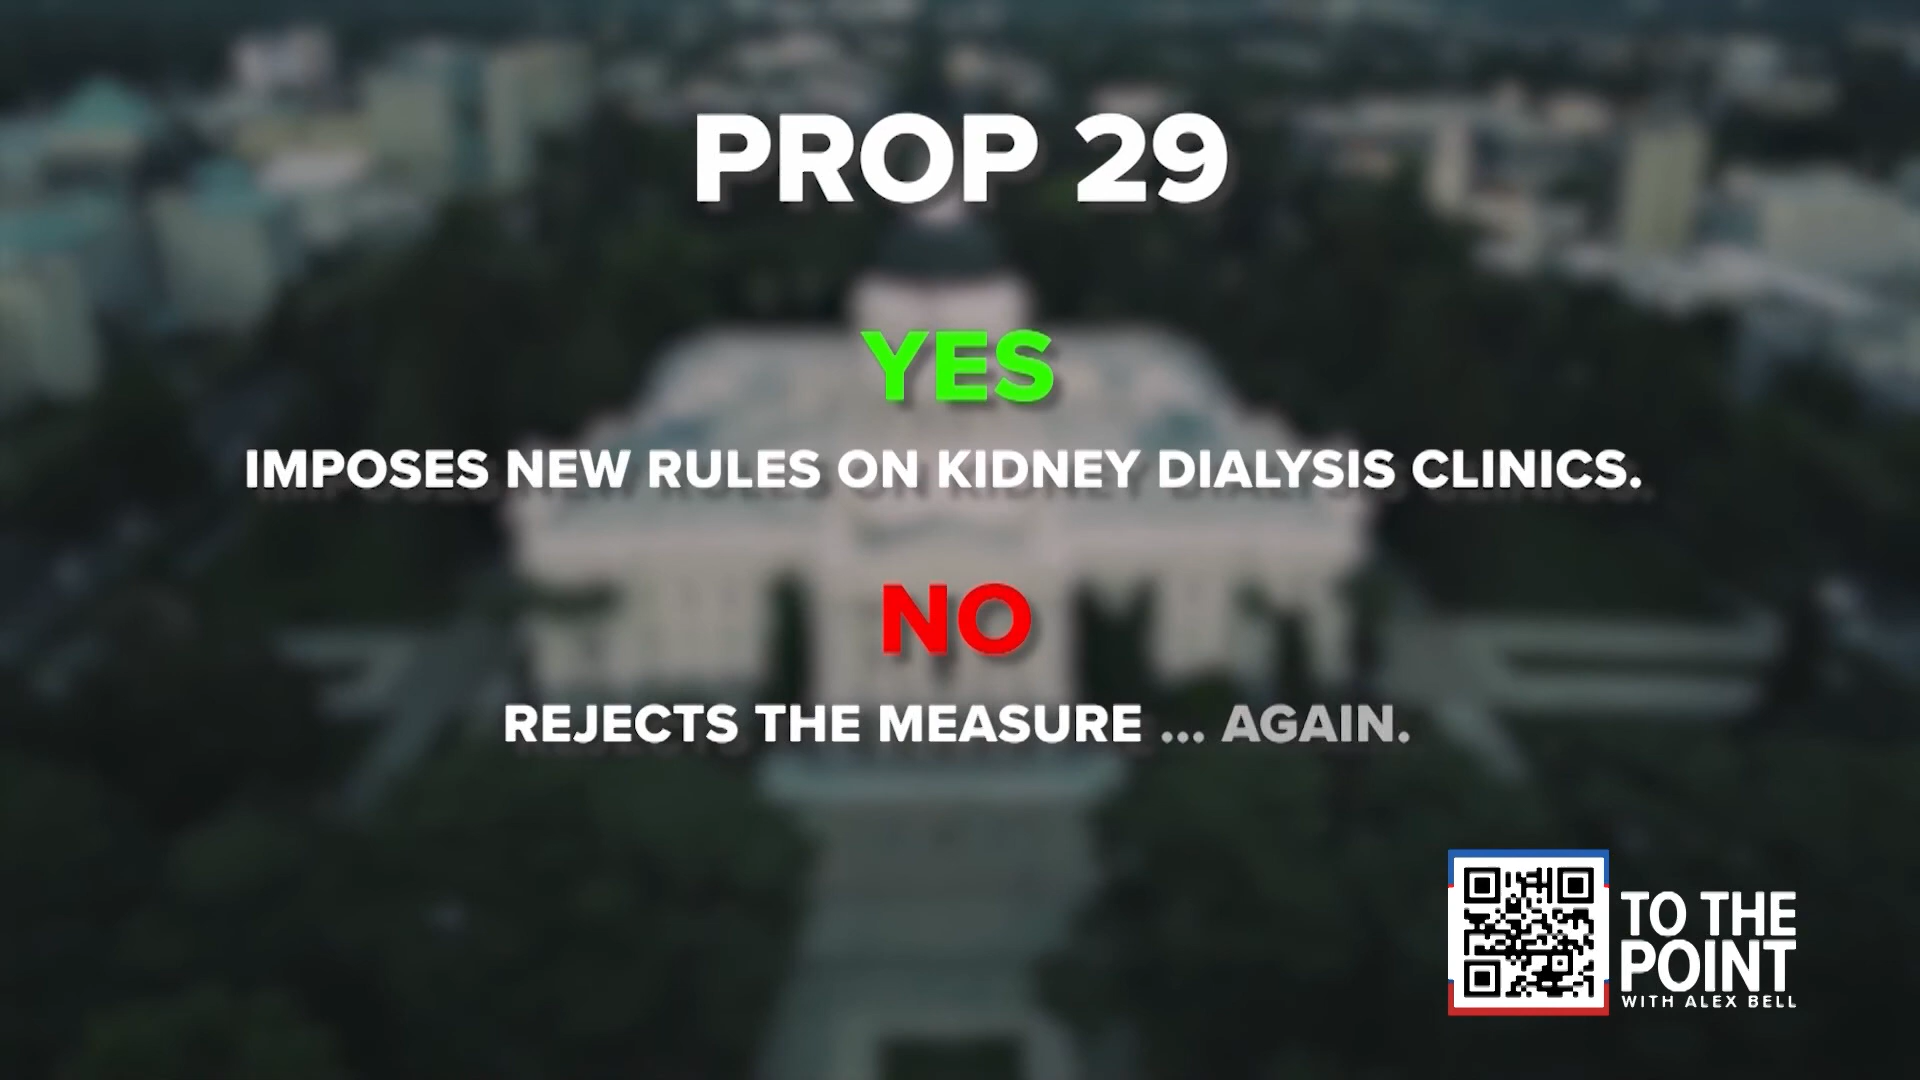 PROP 29
YES
IMPOSES NEW RULES ON KIDNEY DIALYSIS CLINICS.
NO
REJECTS THE MEASURE ... AGAIN.
TO THE
POINT
WITH ALEX BELL